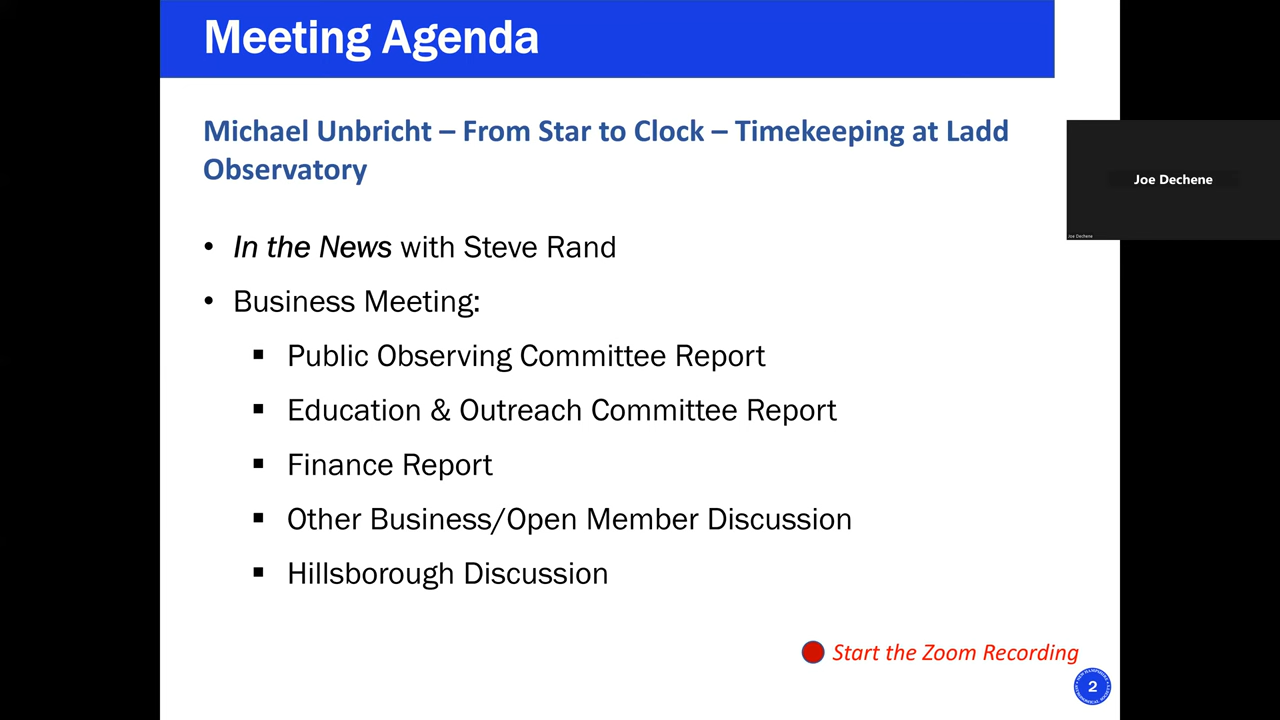 Meeting Agenda
Michael Unbricht – From Star to Clock – Timekeeping at Ladd
Observatory
Joe Dechene
Joe Dechene
• In the News with Steve Rand
• Business Meeting:
▪ Public Observing Committee Report
▪ Education & Outreach Committee Report
▪ Finance Report
▪ Other Business/Open Member Discussion
▪ Hillsborough Discussion
Start the Zoom Recording
2